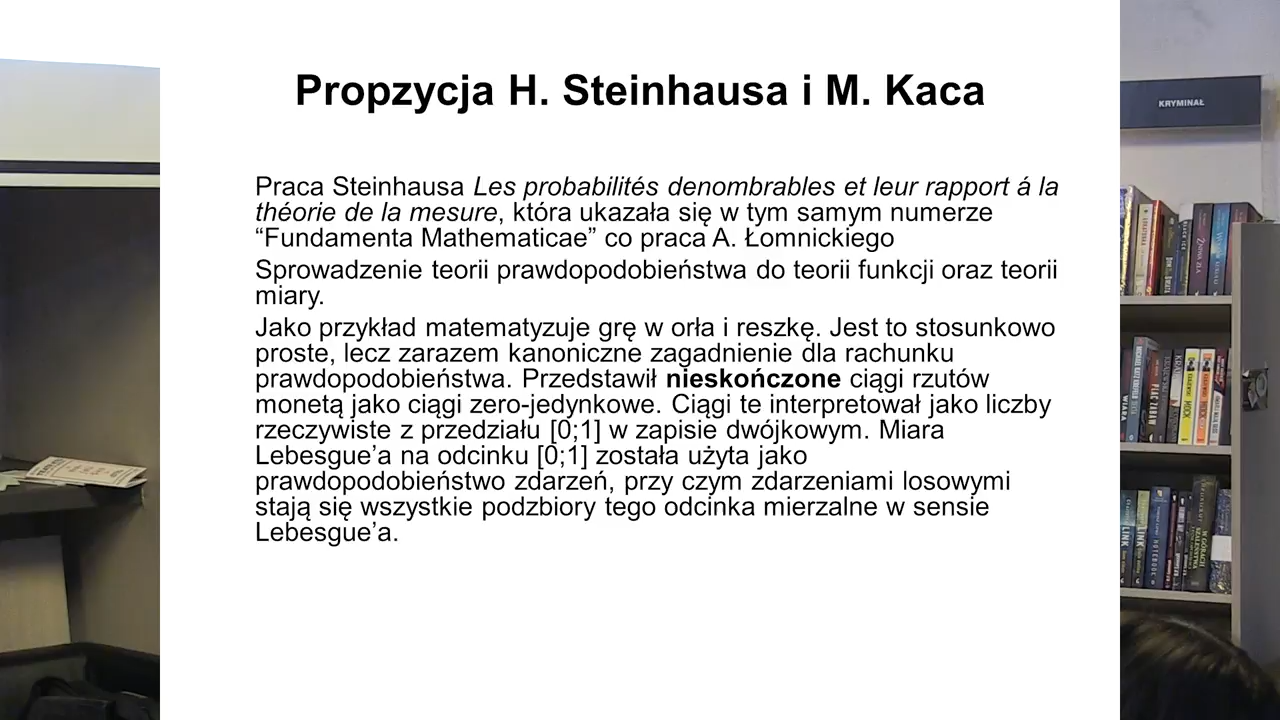 Propzycja H. Steinhausa i M. Kaca
KRYMINAŁ
Praca Steinhausa Les probabilités denombrables et leur rapport á la
théorie de la mesure, która ukazała się w tym samym numerze
“Fundamenta Mathematicae” co praca A. Łomnickiego
Sprowadzenie teorii prawdopodobieństwa do teorii funkcji oraz teorii
miary.
Jako przykład matematyzuje grę w orła i reszkę. Jest to stosunkowo
proste, lecz zarazem kanoniczne zagadnienie dla rachunku
prawdopodobieństwa. Przedstawił nieskończone ciągi rzutów
monetą jako ciągi zero-jedynkowe. Ciągi te interpretował jako liczby
rzeczywiste z przedziału [0;1] w zapisie dwójkowym. Miara
Lebesgue’a na odcinku [0;1] została użyta jako
prawdopodobieństwo zdarzeń, przy czym zdarzeniami losowymi
stają się wszystkie podzbiory tego odcinka mierzalne w sensie
Lebesgue’a.
LINK
LINK
NOTEBOOK